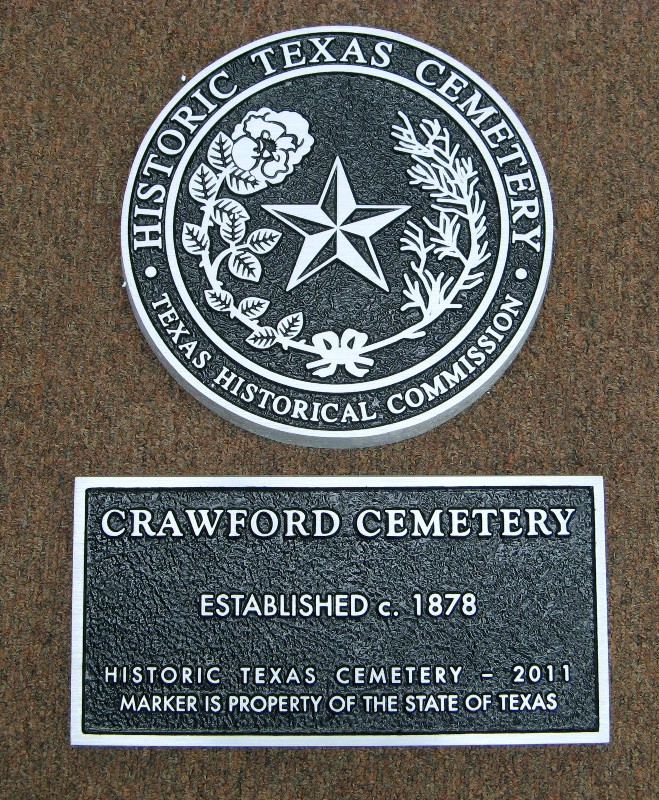 HISTORIC TEXAS CEMETERY
• TEXAS HISTORICAL COMMISSION •
CRAWFORD CEMETERY
ESTABLISHED c. 1878
HISTORIC TEXAS CEMETERY – 2011
MARKER IS PROPERTY OF THE STATE OF TEXAS